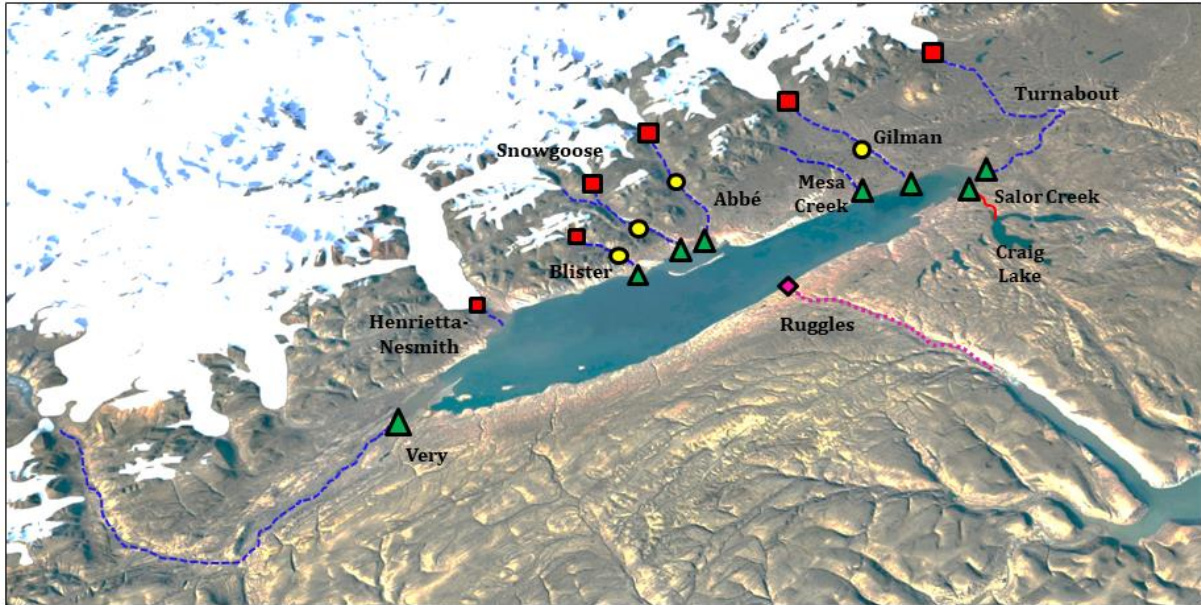 Turnabout
Gilman
Snowgoose
Mesa
Creek
Abbé
Salor Creek
Craig
Lake
Blister
Henrietta-
Nesmith
Ruggles
Very